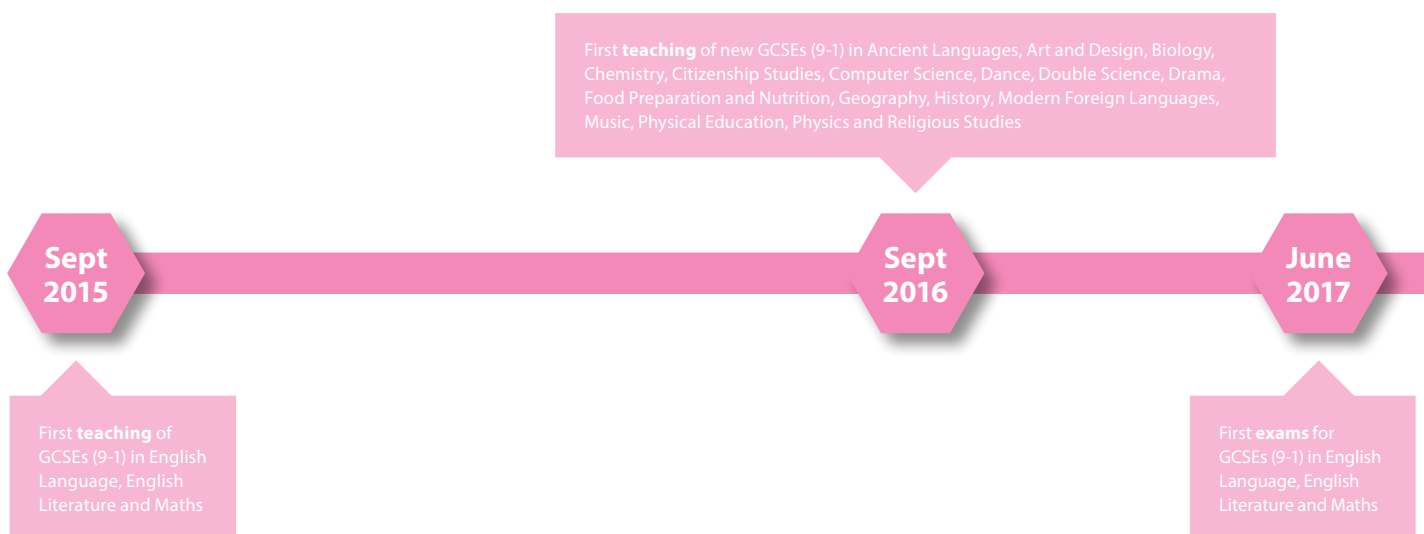 First teaching of new GCSEs (9-1) in Ancient Languages, Art and Design, Biology,
Chemistry, Citizenship Studies, Computer Science, Dance, Double Science, Drama,
Food Preparation and Nutrition, Geography, History, Modern Foreign Languages,
Music, Physical Education, Physics and Religious Studies
Sept
2015
Sept
2016
June
2017
First teaching of
GCSEs (9-1) in English
Language, English
Literature and Maths
First exams for
GCSEs (9-1) in English
Language, English
Literature and Maths